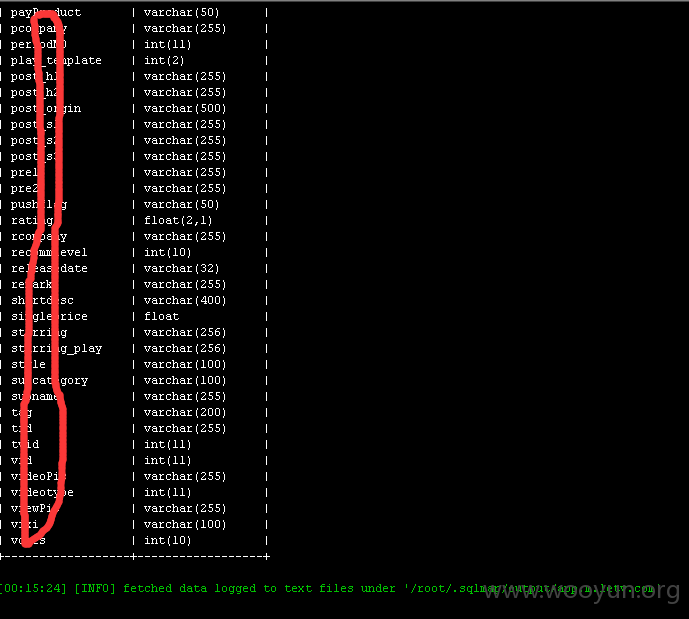 | payProduct | varchar(50) |
| pcompany | varchar(255) |
| periodNO | int(11) |
| play_template | int(2) |
| post_h1 | varchar(255) |
| post_h2 | varchar(255) |
| post_origin | varchar(500) |
| post_s1 | varchar(255) |
| post_s2 | varchar(255) |
| post_s3 | varchar(255) |
| pre1 | varchar(255) |
| pre2 | varchar(255) |
| pushflag | varchar(50) |
| rating | float(2,1) |
| rcompany | varchar(255) |
| recommlevel | int(10) |
| releasedate | varchar(32) |
| remark | varchar(255) |
| shortdesc | varchar(400) |
| singleprice | float |
| starring | varchar(256) |
| starring_play | varchar(256) |
| style | varchar(100) |
| subcategory | varchar(100) |
| subname | varchar(255) |
| tag | varchar(200) |
| tid | varchar(255) |
| tvid | int(11) |
| vid | int(11) |
| videoPic | varchar(255) |
| videotype | int(11) |
| viewPic | varchar(255) |
| varchar(100) |
| int(10) |
[00:15:24] [INFO] fetched data logged to text files under '/root/.sqlmap/output/
www.wooyun.org